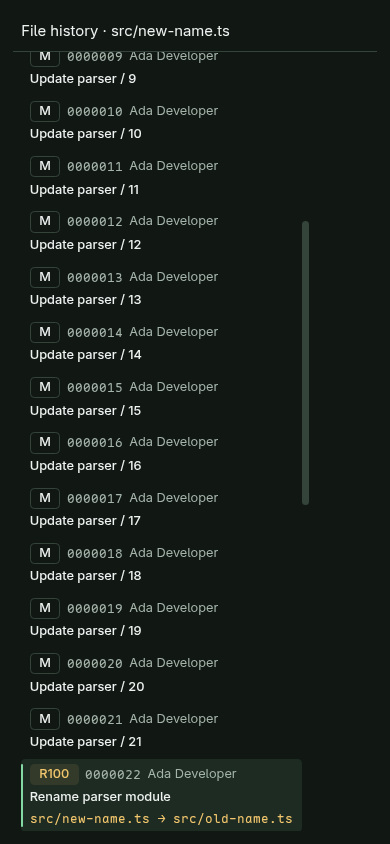 File history · src/new-name.ts
M 0000009 Ada Developer
Update parser / 9
M 0000010 Ada Developer
Update parser / 10
M 0000011 Ada Developer
Update parser / 11
M 0000012 Ada Developer
Update parser / 12
M 0000013 Ada Developer
Update parser / 13
M 0000014 Ada Developer
Update parser / 14
M 0000015 Ada Developer
Update parser / 15
M 0000016 Ada Developer
Update parser / 16
M 0000017 Ada Developer
Update parser / 17
M 0000018 Ada Developer
Update parser / 18
M 0000019 Ada Developer
Update parser / 19
M 0000020 Ada Developer
Update parser / 20
M 0000021 Ada Developer
Update parser / 21
R100 0000022 Ada Developer
Rename parser module
src/new-name.ts → src/old-name.ts